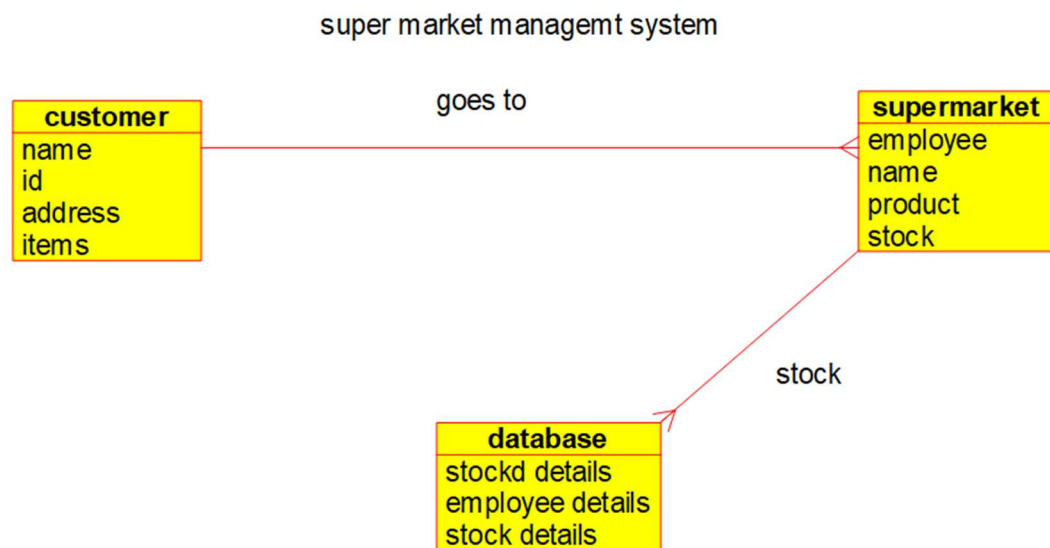 super market managemt system
goes to
customer
name
id
address
items
supermarket
employee
name
product
stock
stock
database
stockd details
employee details
stock details